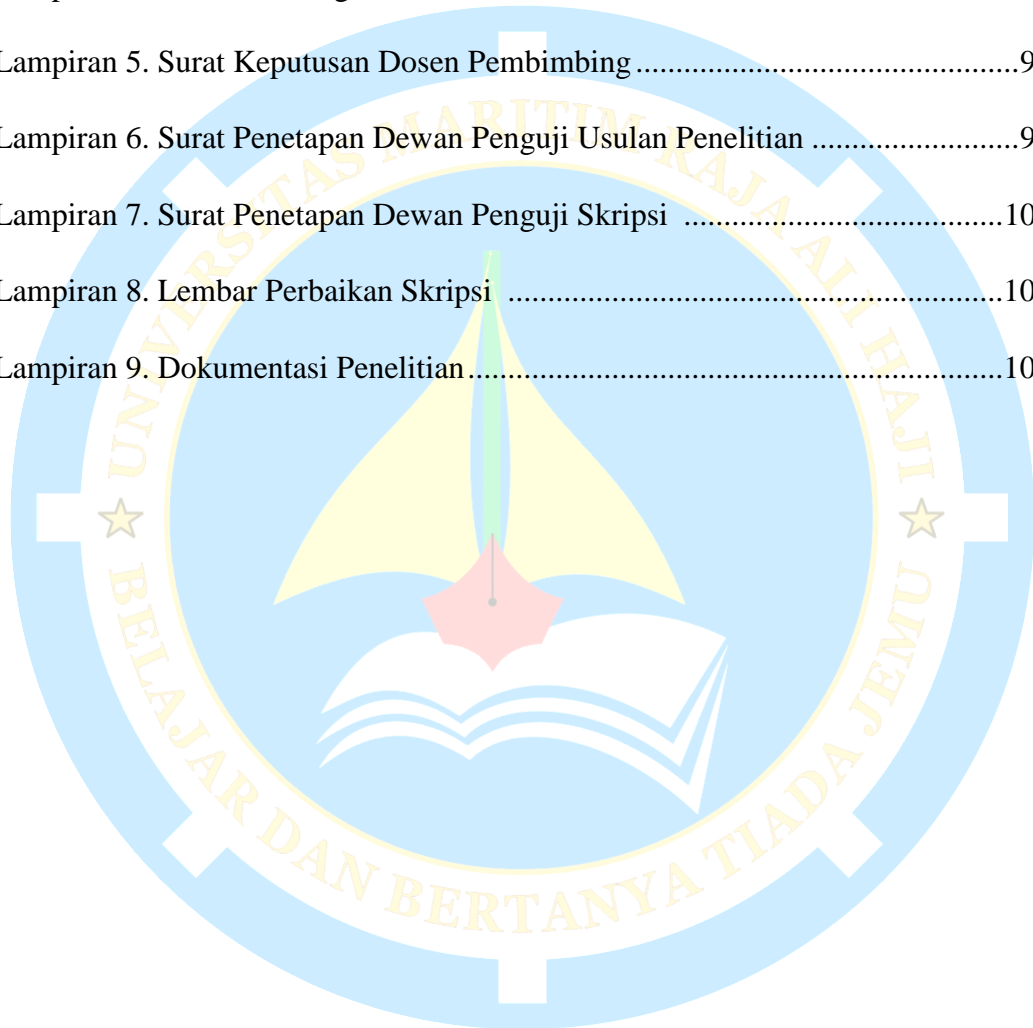 Lampiran 5. Surat Keputusan Dosen Pembimbing ................................................9
Lampiran 6. Surat Penetapan Dewan Penguji Usulan Penelitian ..........................9
Lampiran 7. Surat Penetapan Dewan Penguji Skripsi ........................................10
Lampiran 8. Lembar Perbaikan Skripsi ..............................................................10
Lampiran 9. Dokumentasi Penelitian...................................................................10
UNIVERSITAS MARITIM RAJA ALI HAJI
BELAJAR DAN BERTANYA TIADA JEMU